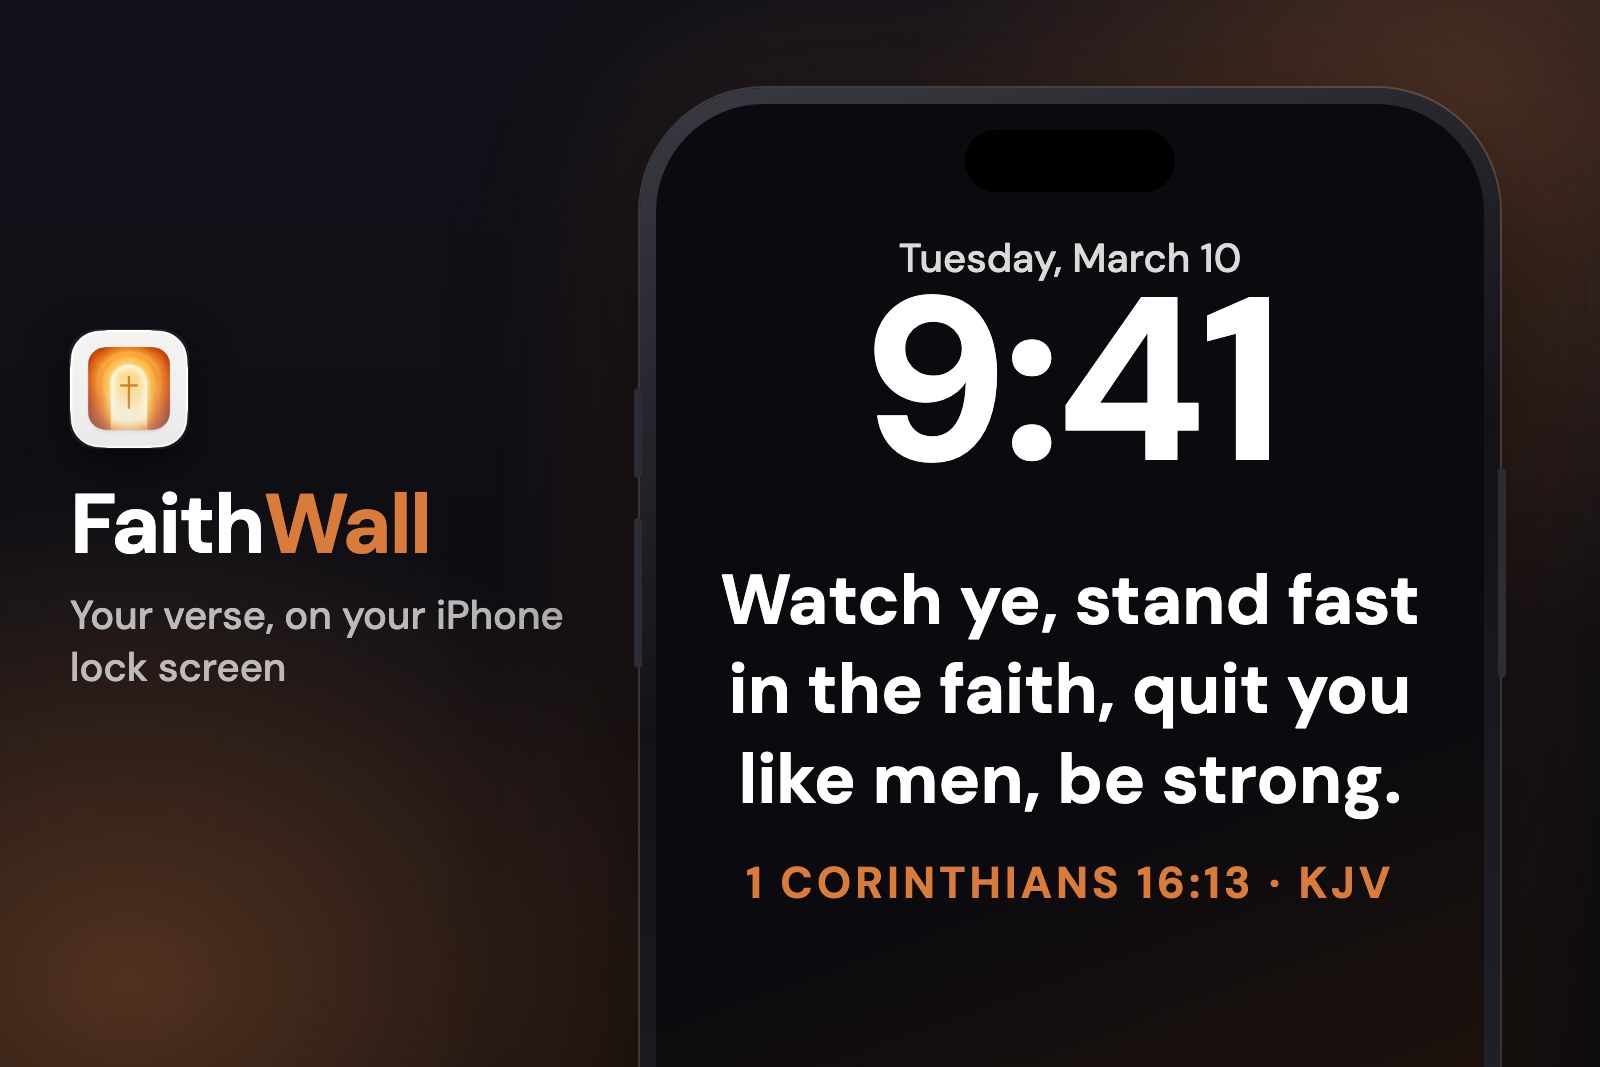 FaithWall
Your verse, on your iPhone
lock screen
Tuesday, March 10
9:41
Watch ye, stand fast
in the faith, quit you
like men, be strong.
1 CORINTHIANS 16:13 · KJV